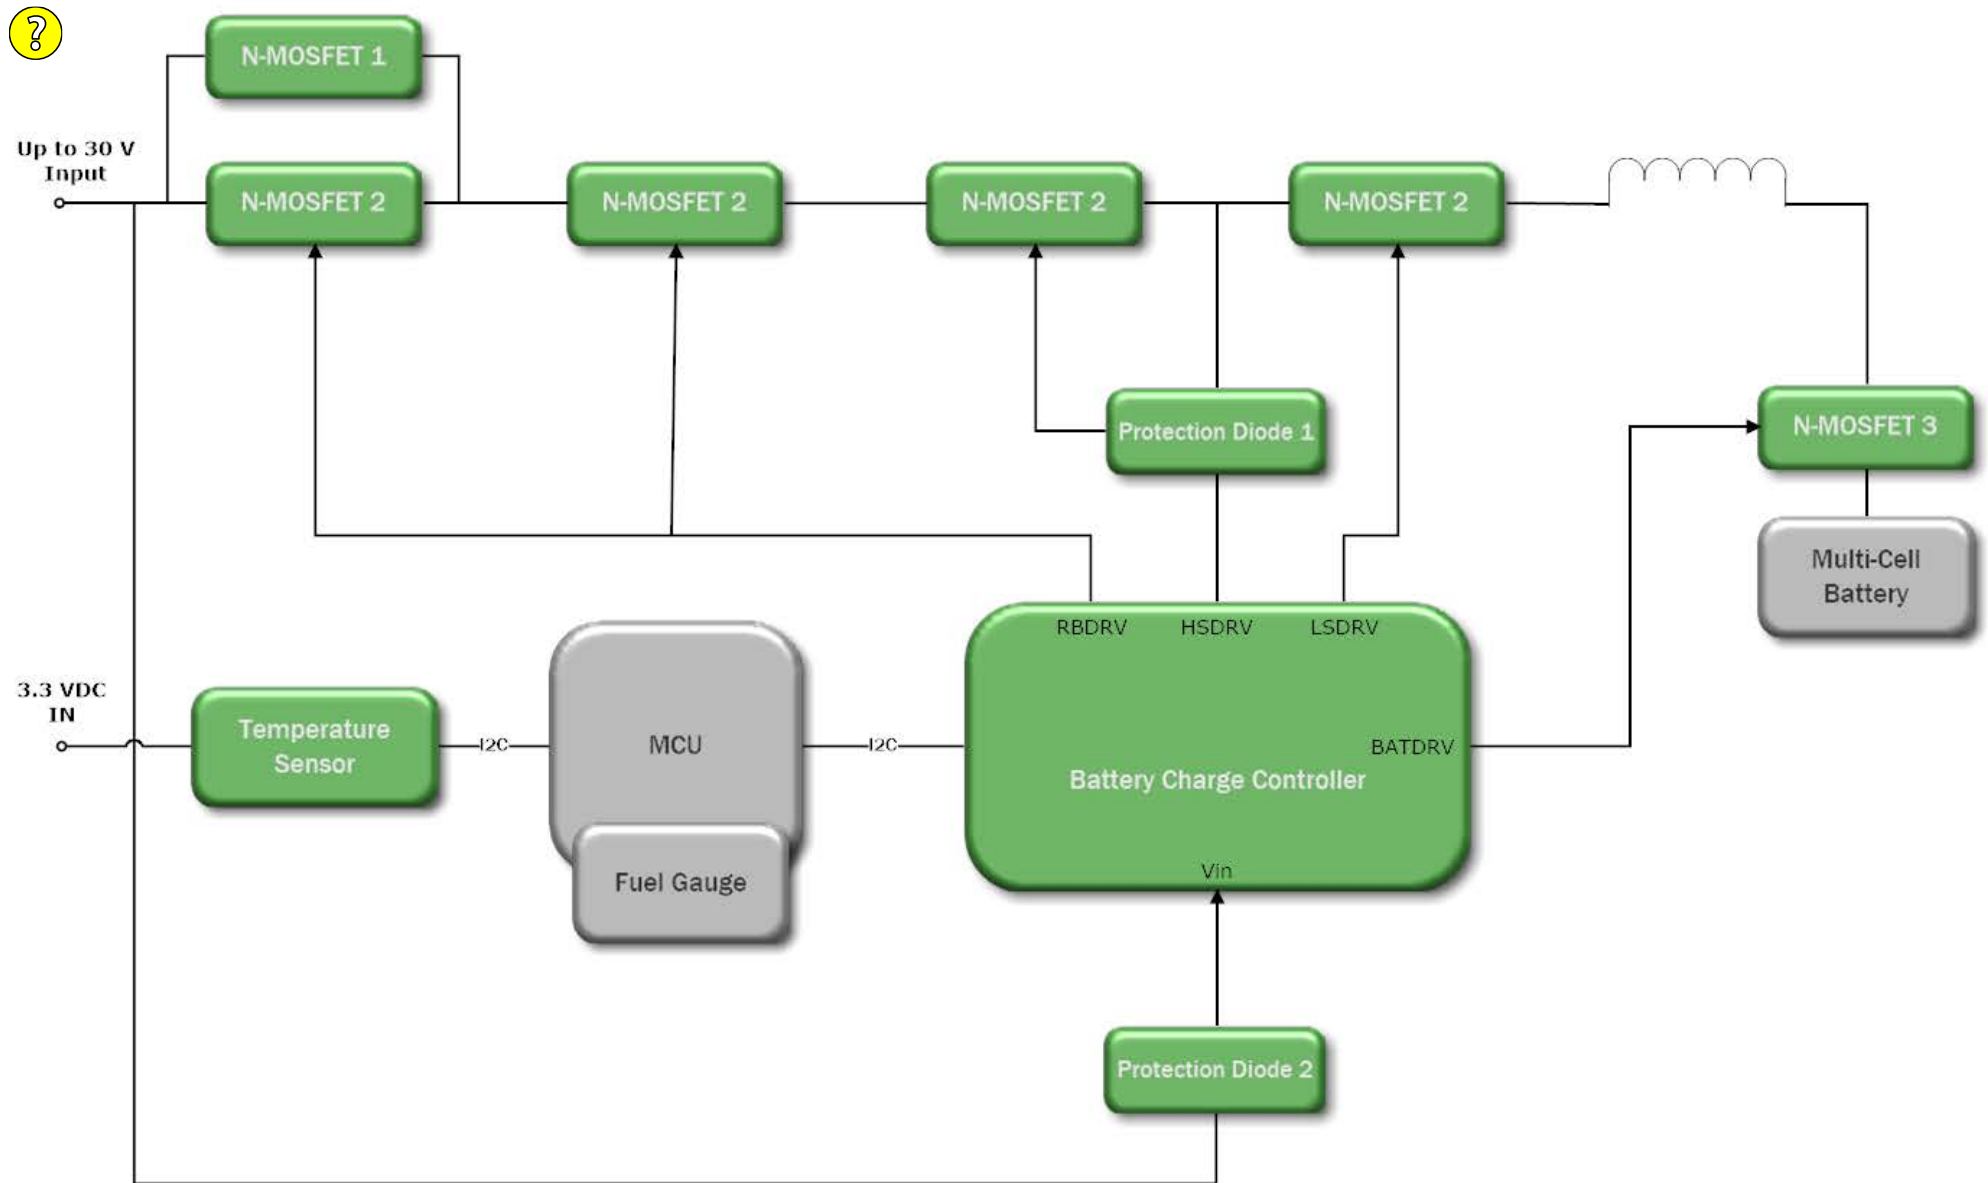 ?
N-MOSFET 1
Up to 30 V
Input
N-MOSFET 2
N-MOSFET 2
N-MOSFET 2
N-MOSFET 2
Protection Diode 1
N-MOSFET 3
Multi-Cell
Battery
RBDRV
HSDRV
LSDRV
3.3 VDC
IN
Temperature
Sensor
I2C
MCU
I2C
BATDRV
Battery Charge Controller
Vin
Fuel Gauge
Protection Diode 2